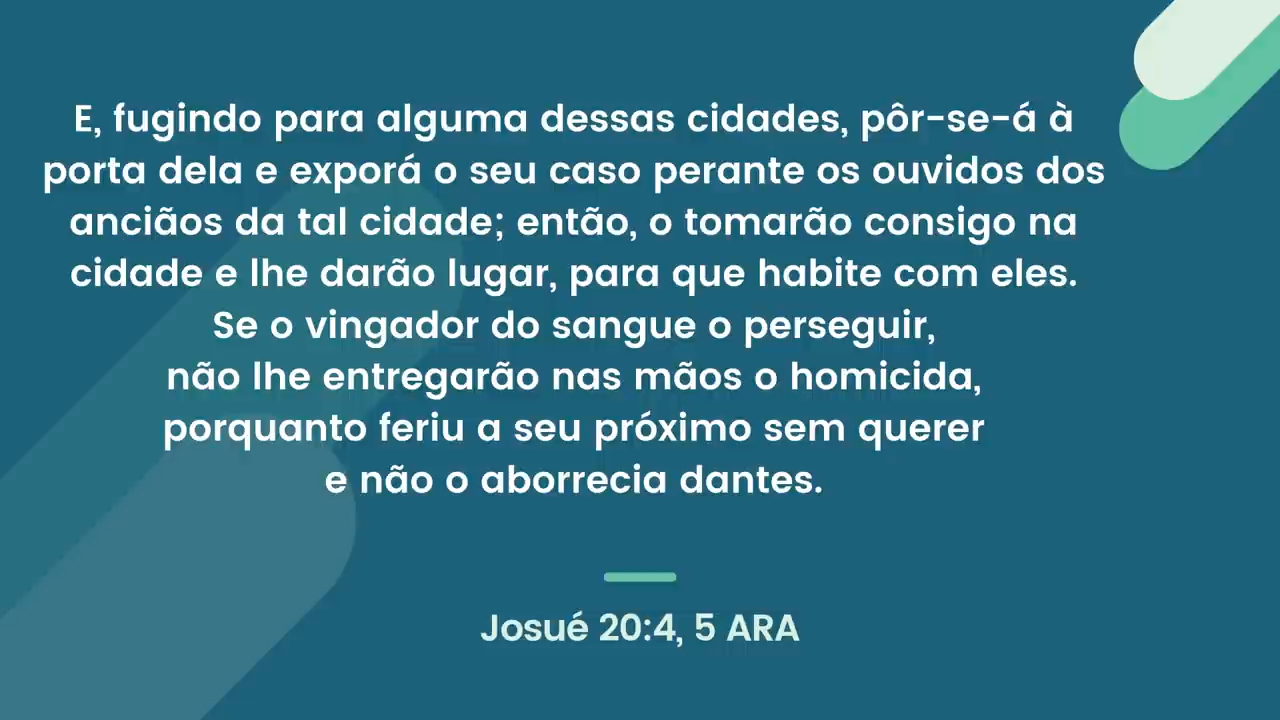 E, fugindo para alguma dessas cidades, pôr-se-á à
porta dela e exporá o seu caso perante os ouvidos dos
anciãos da tal cidade; então, o tomarão consigo na
cidade e lhe darão lugar, para que habite com eles.
Se o vingador do sangue o perseguir,
não lhe entregarão nas mãos o homicida,
porquanto feriu a seu próximo sem querer
e não o aborrecia dantes.
Josué 20:4, 5 ARA